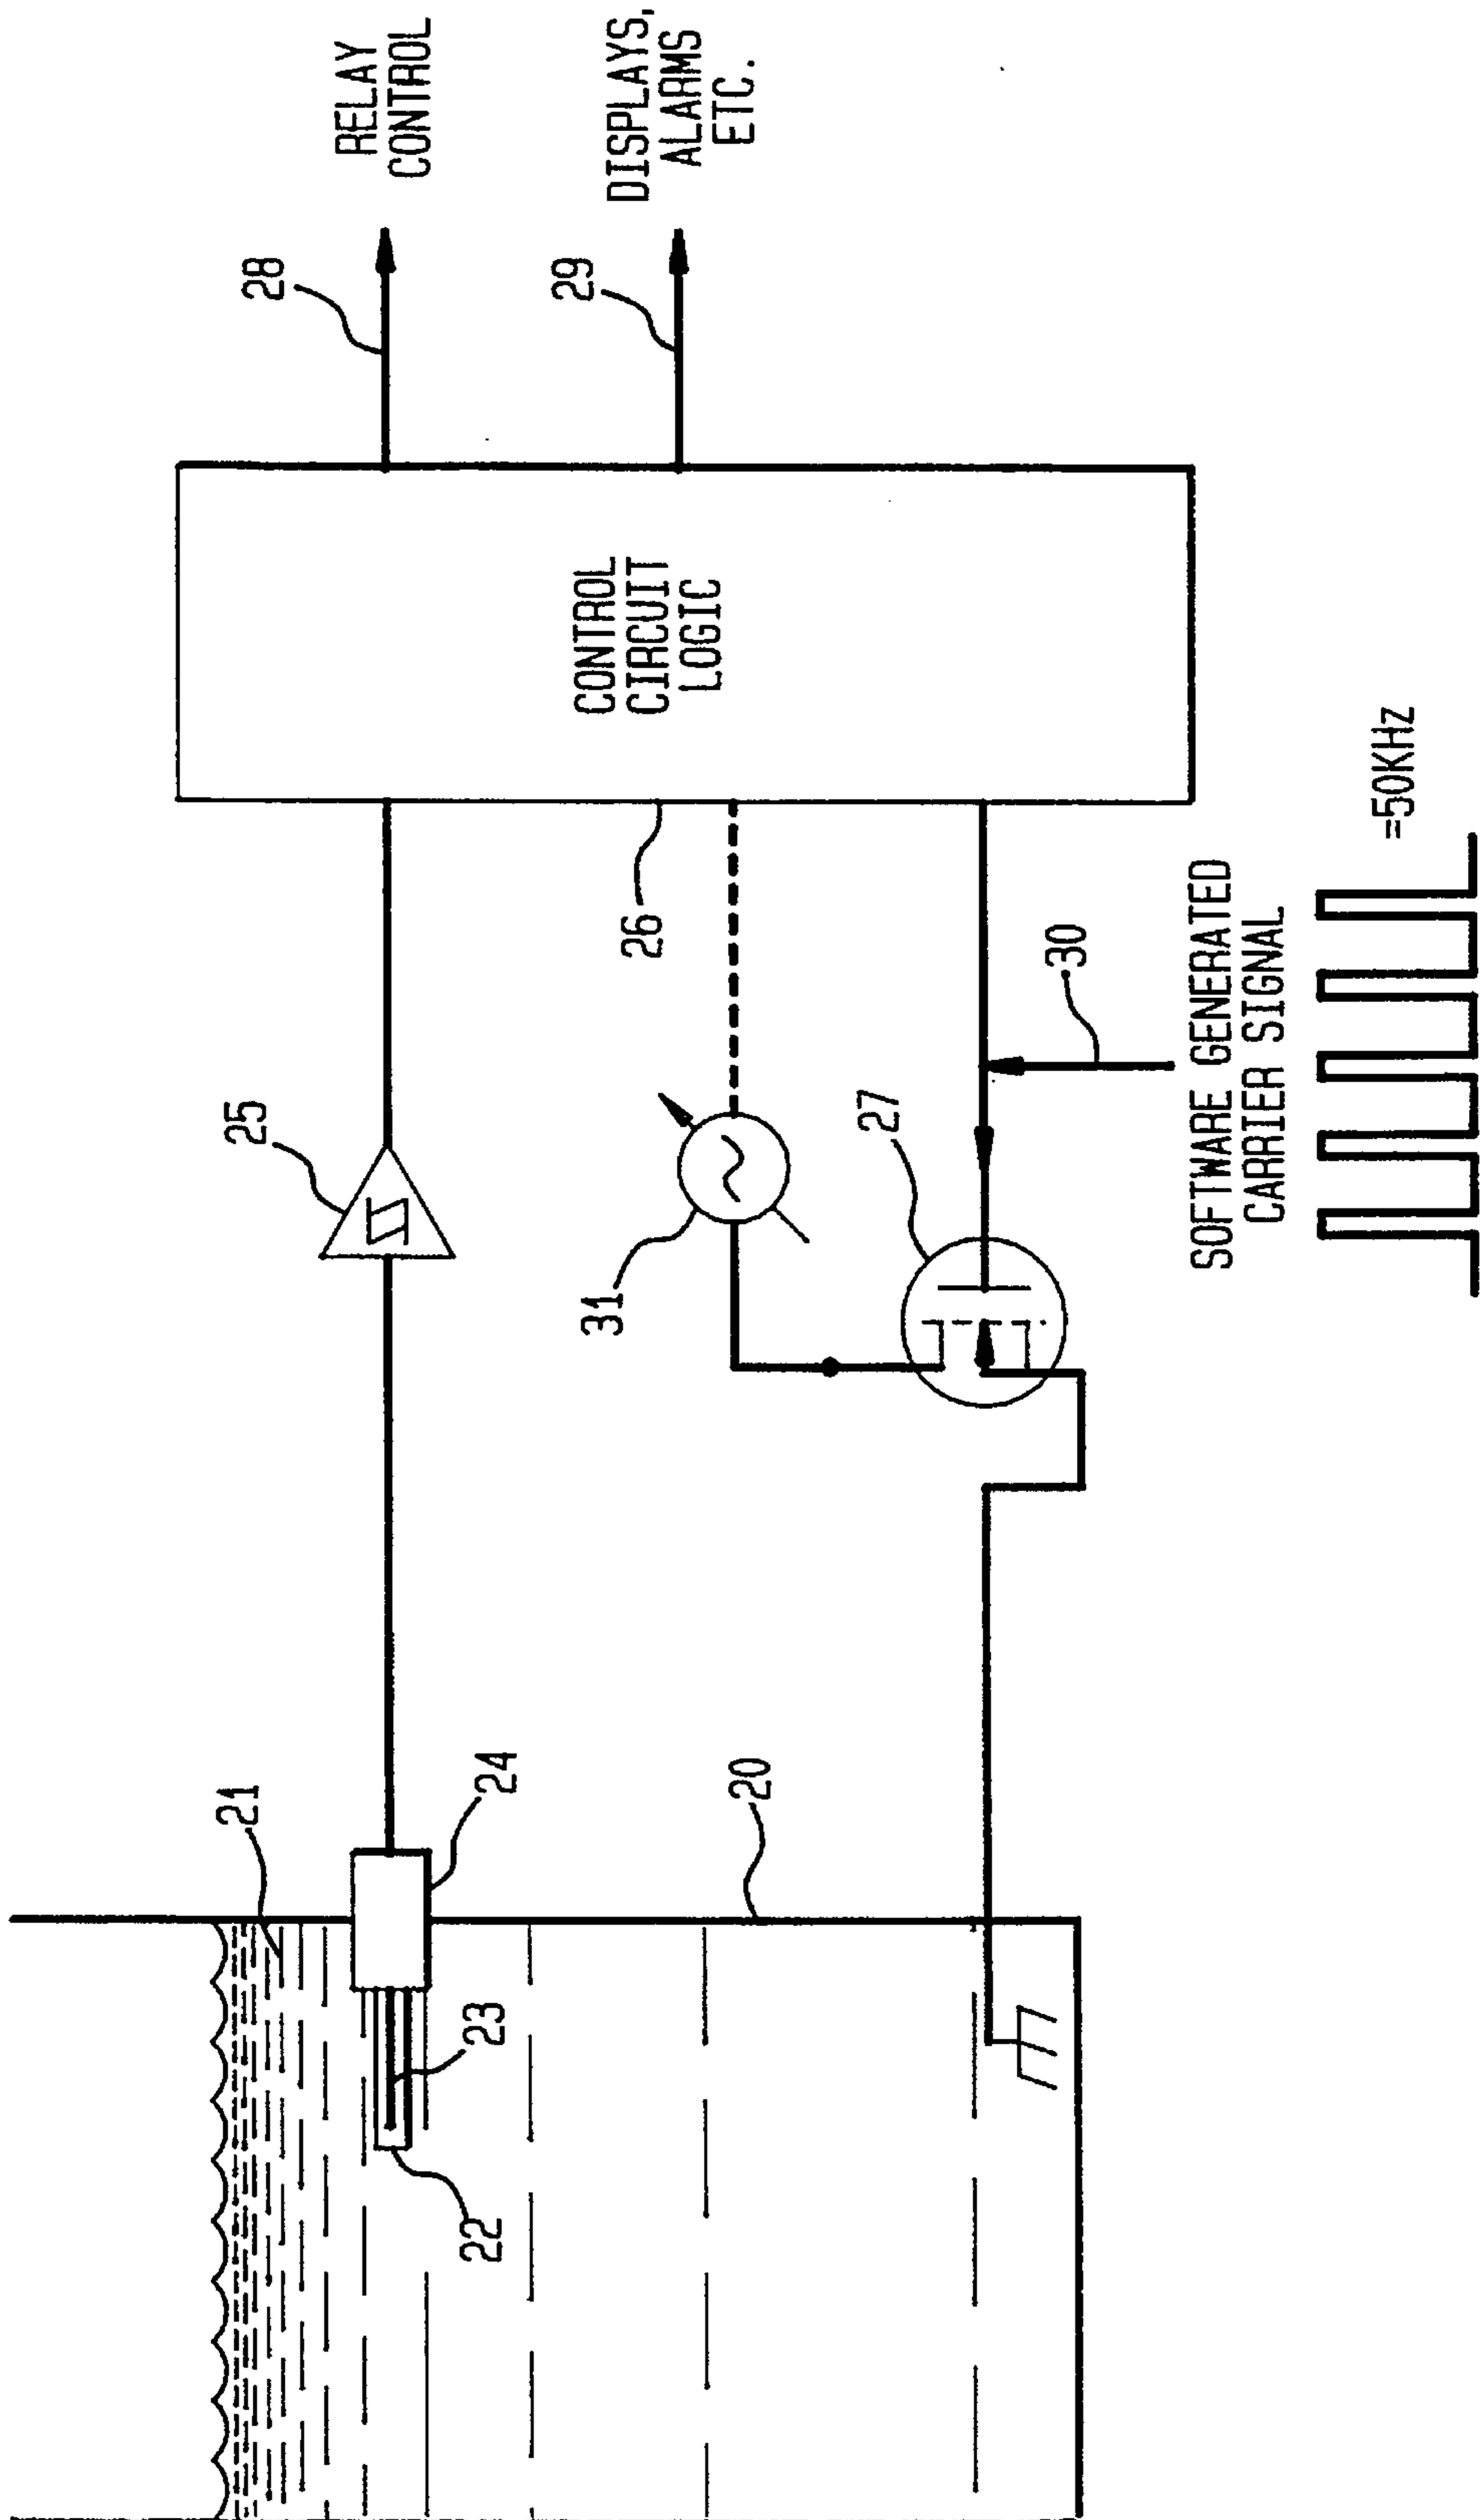 21
24
22
23
20
25
31
26
27
30
CONTROL
CIRCUIT
LOGIC
28
RELAY
CONTROL
29
DISPLAYS,
ALARMS
ETC.
SOFTWARE GENERATED
CARRIER SIGNAL
=50KHz